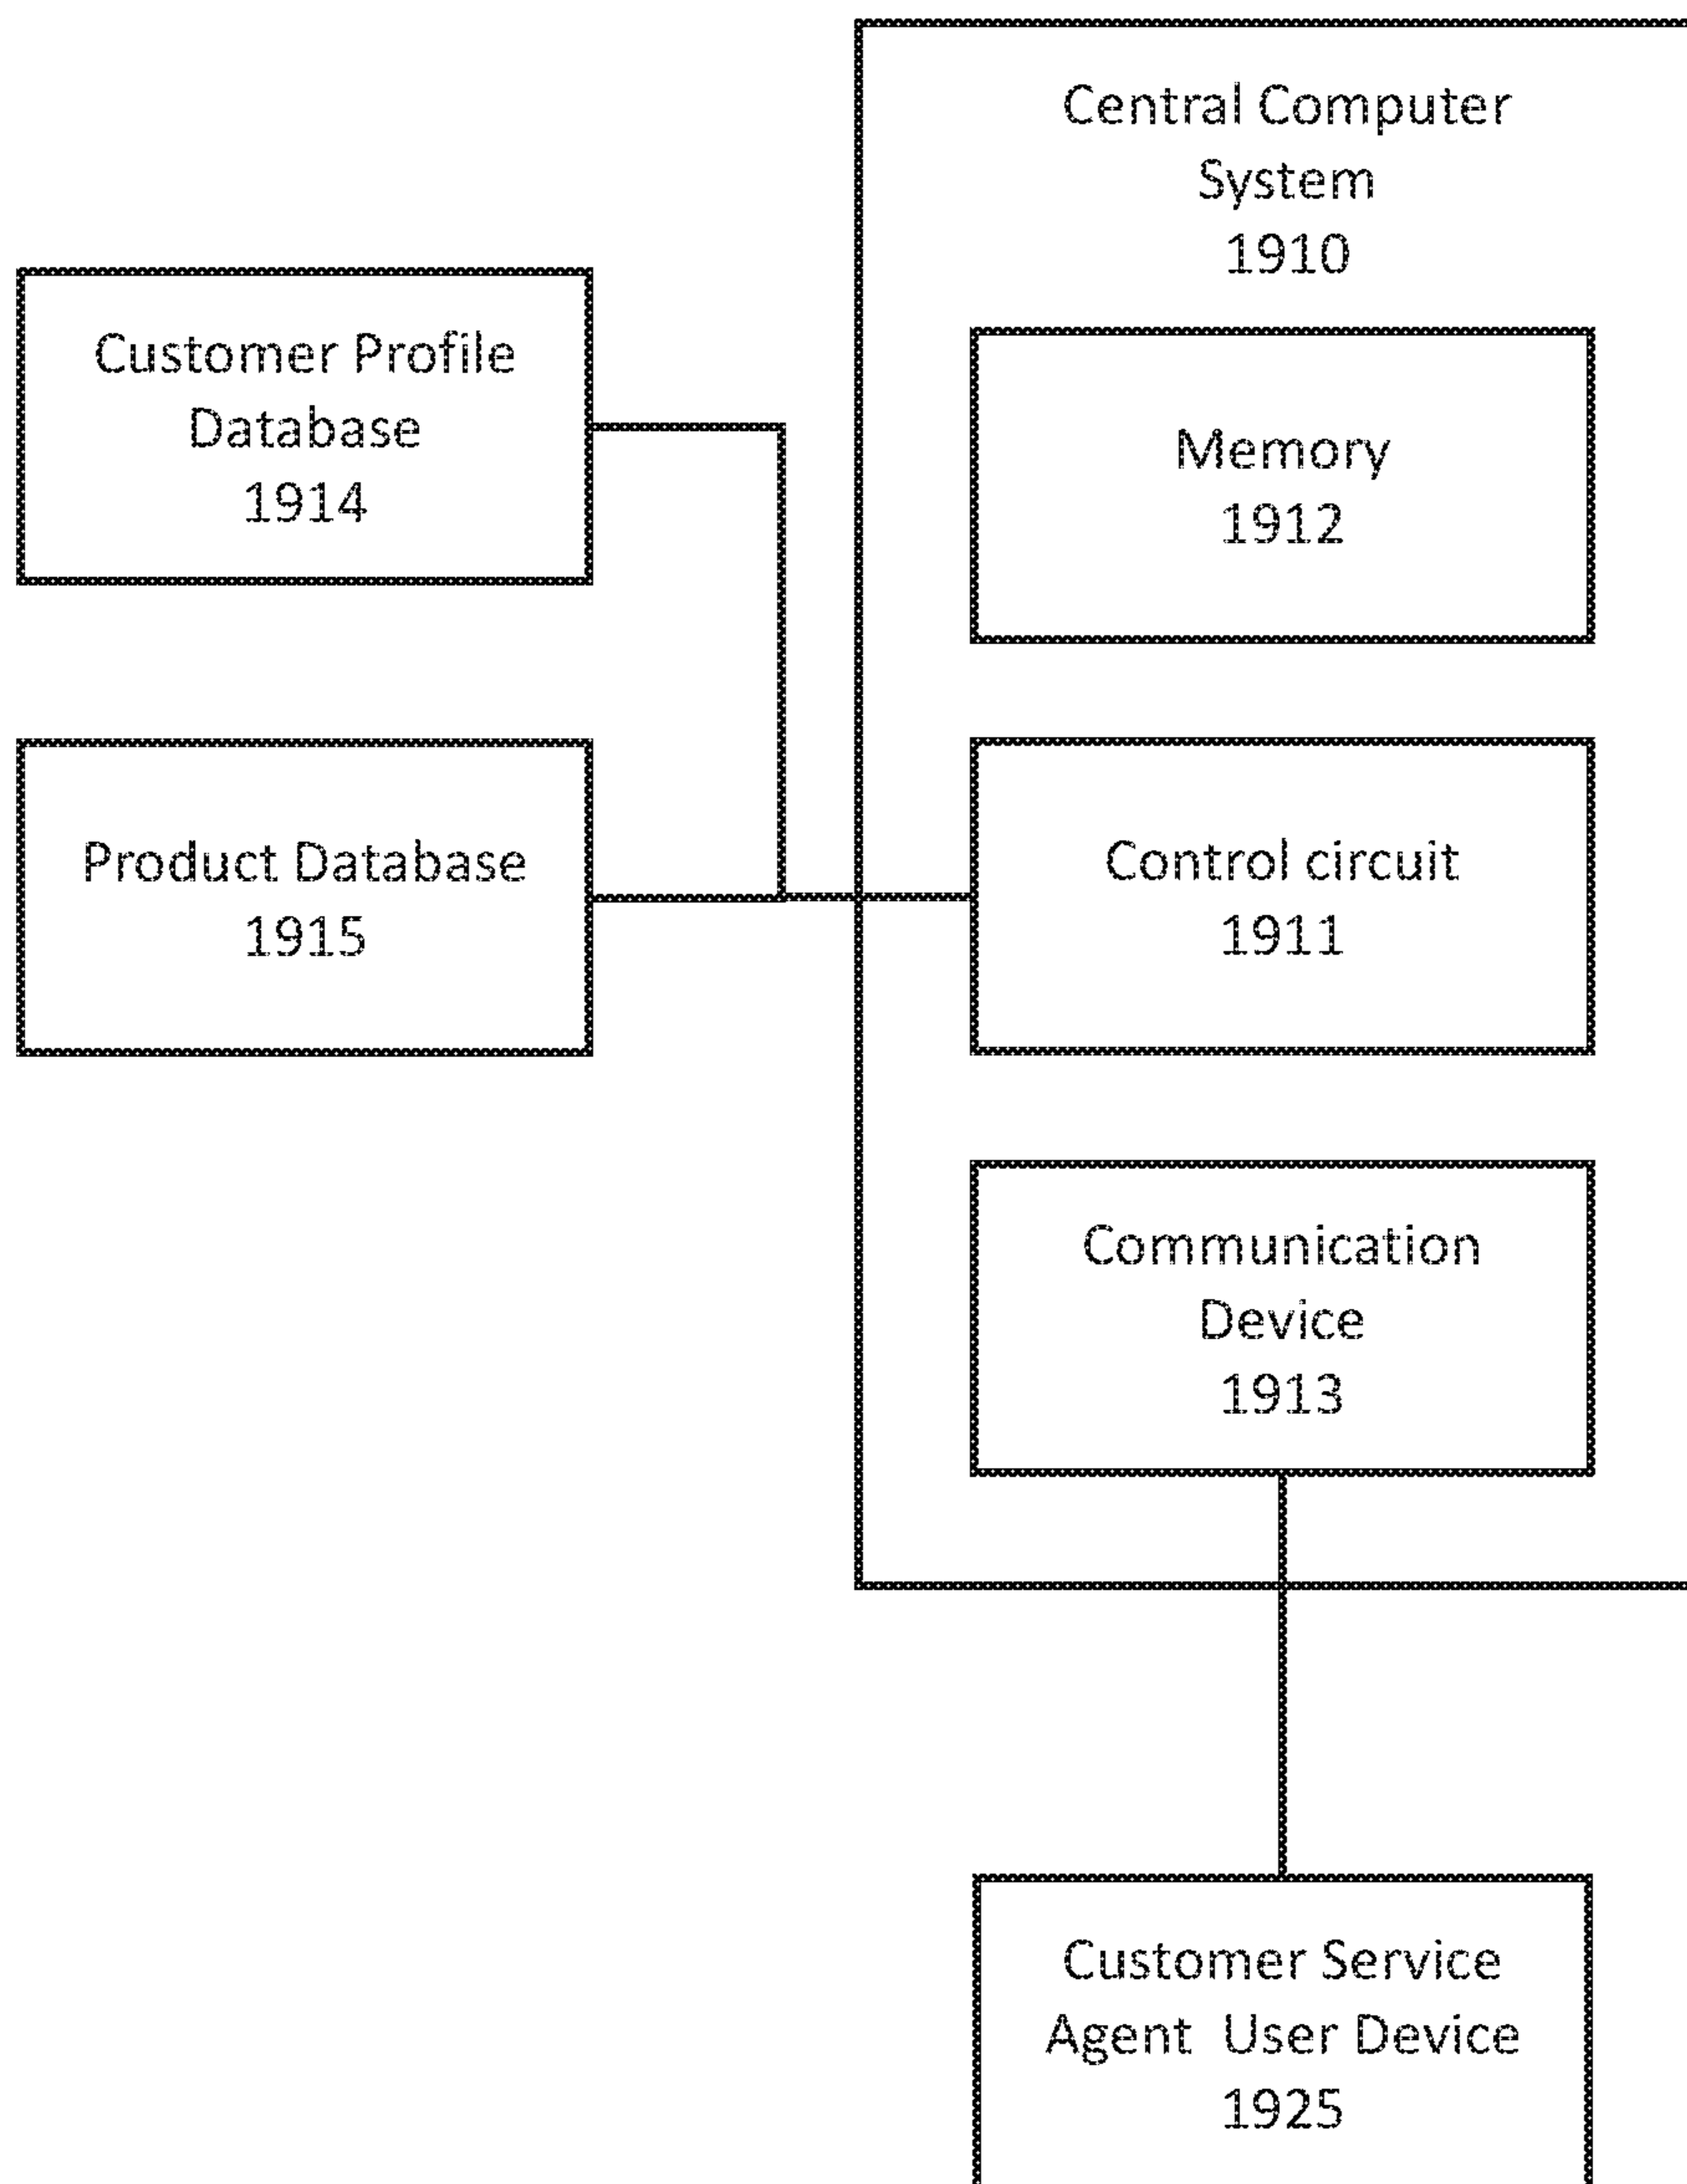 Central Computer
System
1910
Customer Profile
Database
1914
Memory
1912
Product Database
1915
Control circuit
1911
Communication
Device
1913
Customer Service
Agent  User Device
1925